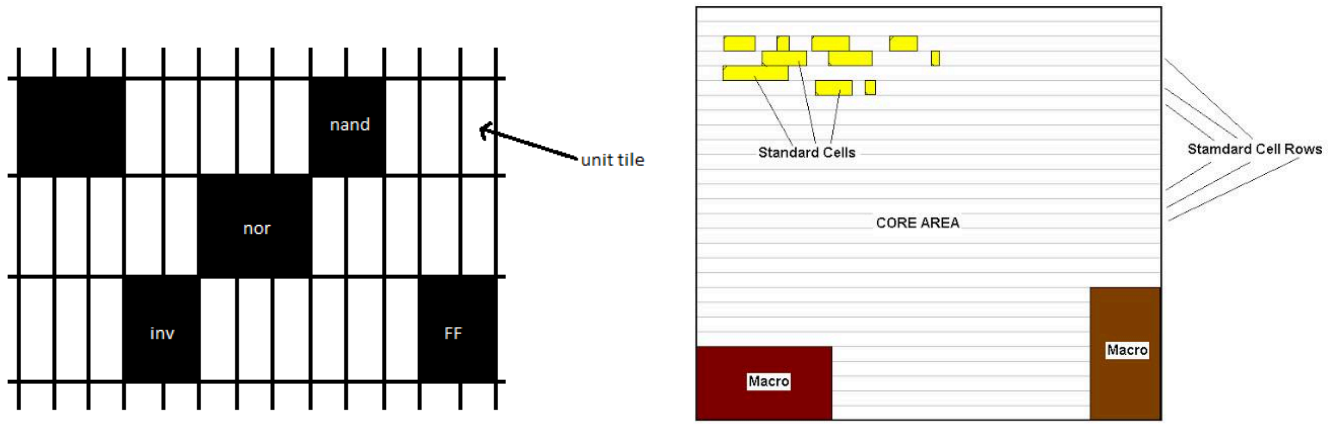 nand
unit tile
nor
inv
FF
Standard Cells
Stamdard Cell Rows
CORE AREA
Macro
Macro